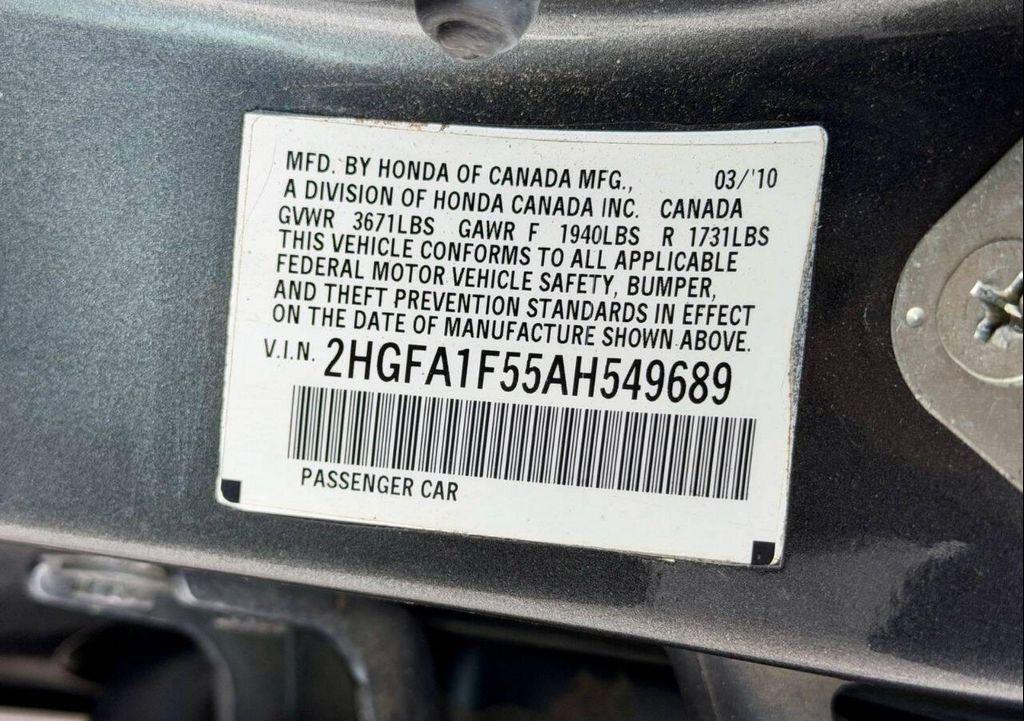 MFD. BY HONDA OF CANADA MFG., 03/'10
A DIVISION OF HONDA CANADA INC. CANADA
GVWR 3671LBS GAWR F 1940LBS R 1731LBS
THIS VEHICLE CONFORMS TO ALL APPLICABLE
FEDERAL MOTOR VEHICLE SAFETY, BUMPER,
AND THEFT PREVENTION STANDARDS IN EFFECT
ON THE DATE OF MANUFACTURE SHOWN ABOVE.
V.I.N. 2HGFA1F55AH549689
PASSENGER CAR